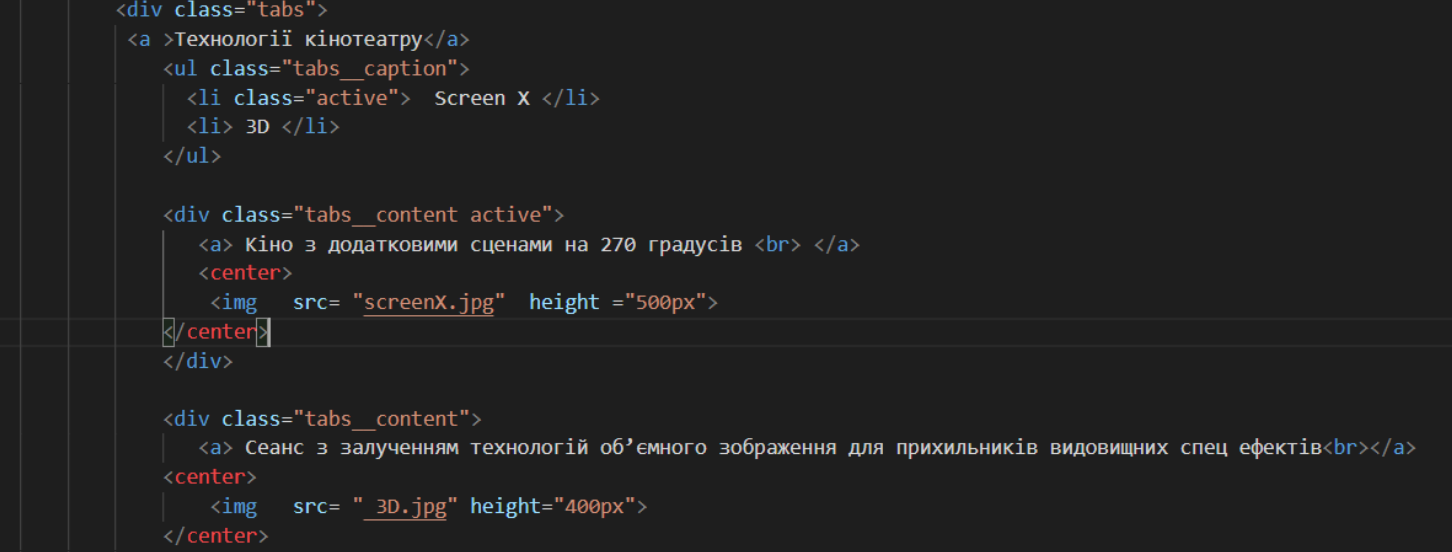 <div class="tabs">
<a >Технології кінотеатру</a>
<ul class="tabs__caption">
<li class="active">  Screen X </li>
<li> 3D </li>
</ul>
<div class="tabs__content active">
<a> Кіно з додатковими сценами на 270 градусів <br> </a>
<center>
<img   src= "screenX.jpg"  height ="500px">
</center>
</div>
<div class="tabs__content">
<a> Сеанс з залученням технологій об’ємного зображення для прихильників видовищних спец ефектів<br></a>
<center>
<img   src= " 3D.jpg" height="400px">
</center>